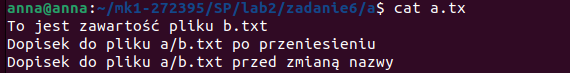 anna@anna:~/mk1-272395/SP/lab2/zadanie6/a$ cat a.tx
To jest zawartość pliku b.txt
Dopisek do pliku a/b.txt po przeniesieniu
Dopisek do pliku a/b.txt przed zmianą nazwy